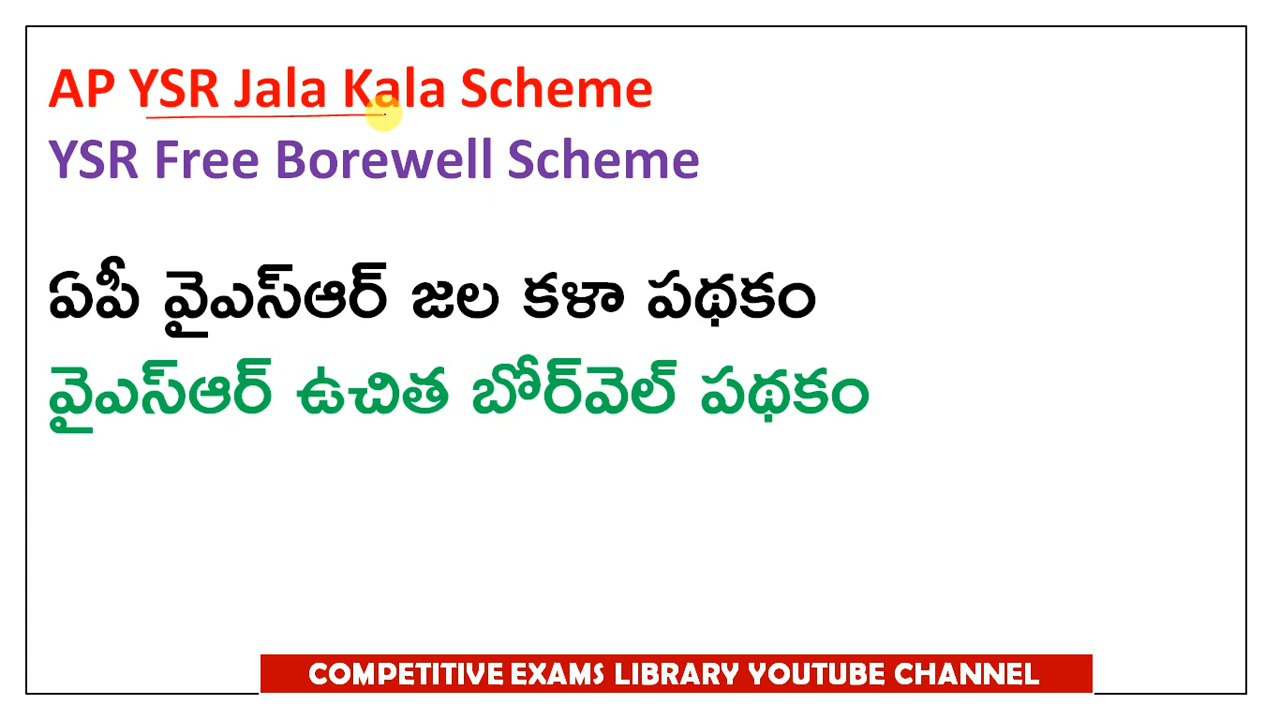 AP YSR Jala Kala Scheme
YSR Free Borewell Scheme
ఏపీ వైఎస్ఆర్ జల కళా పథకం
వైఎస్ఆర్ ఉచిత బోర్‌వెల్ పథకం
COMPETITIVE EXAMS LIBRARY YOUTUBE CHANNEL